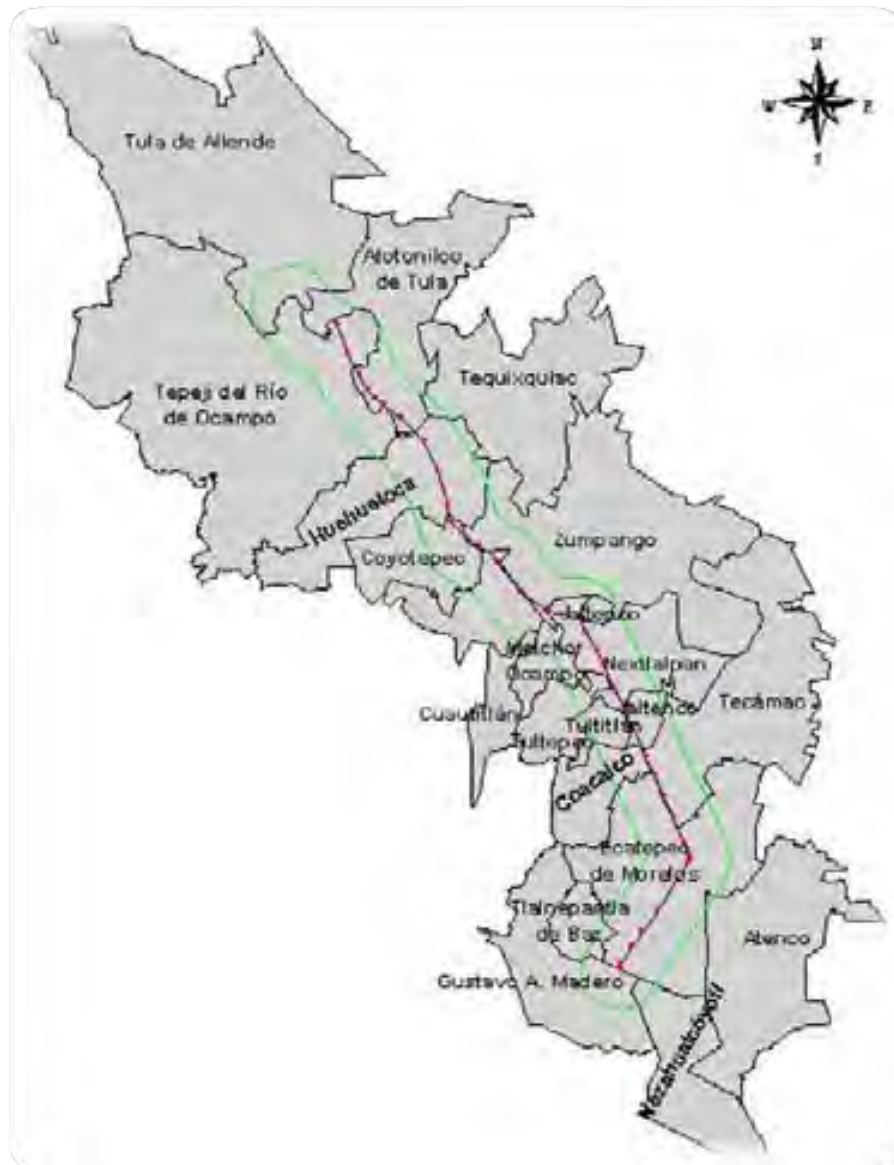 N
W
E
S
Tula de Allende
Atotonilco
de Tula
Tequixquiac
Tepeji del Río
de Ocampo
Huehuetoca
Zumpango
Coyotepec
Jaltenco
Melchor
Ocampo
Nextlalpan
Cuautitlán
Tecámac
Jaltenco
Tultitlán
Tultepec
Coacalco
Ecatepec
de Morelos
Tlalnepantla
de Baz
Atenco
Gustavo A. Madero
Nezahualcóyotl